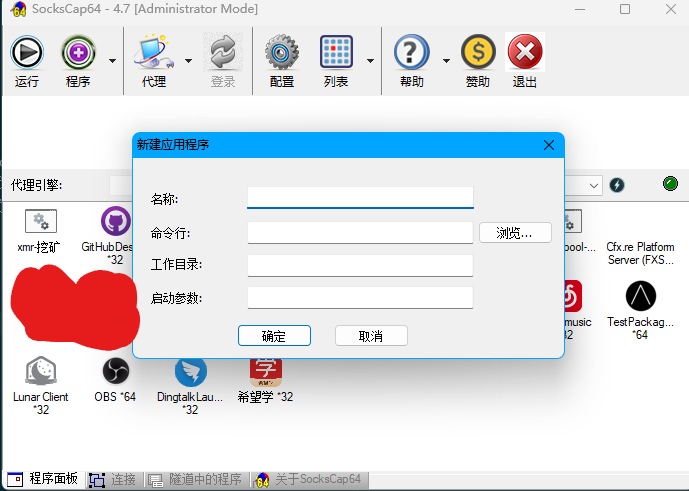 SocksCap64 - 4.7 [Administrator Mode]
运行 程序 代理 登录 配置 列表 帮助 赞助 退出
新建应用程序
代理引擎:
名称:
命令行: 浏览...
工作目录:
启动参数:
确定 取消
xmr-挖矿 GitHubDes... *32 Cfx.re Platform Server (FXS...
music TestPackag... *64
Lunar Client *32 OBS *64 DingtalkLau... *32 希望学 *32
程序面板 连接 隧道中的程序 关于SocksCap64